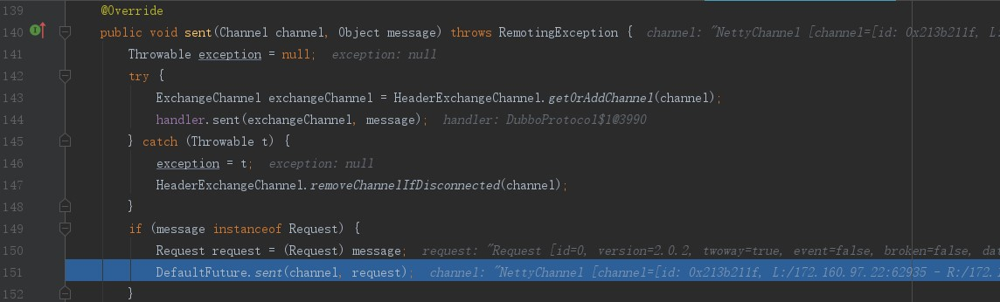 139 @Override
140 public void sent(Channel channel, Object message) throws RemotingException { channel: "NettyChannel [channel=[id: 0x213b211f, L:
141 Throwable exception = null; exception: null
142 try {
143 ExchangeChannel exchangeChannel = HeaderExchangeChannel.getOrAddChannel(channel);
144 handler.sent(exchangeChannel, message); handler: DubboProtocol$1@3990
145 } catch (Throwable t) {
146 exception = t; exception: null
147 HeaderExchangeChannel.removeChannelIfDisconnected(channel);
148 }
149 if (message instanceof Request) {
150 Request request = (Request) message; request: "Request [id=0, version=2.0.2, twoway=true, event=false, broken=false, da
151 DefaultFuture.sent(channel, request); channel: "NettyChannel [channel=[id: 0x213b211f, L:/172.160.97.22:62935 - R:/172.
152 }